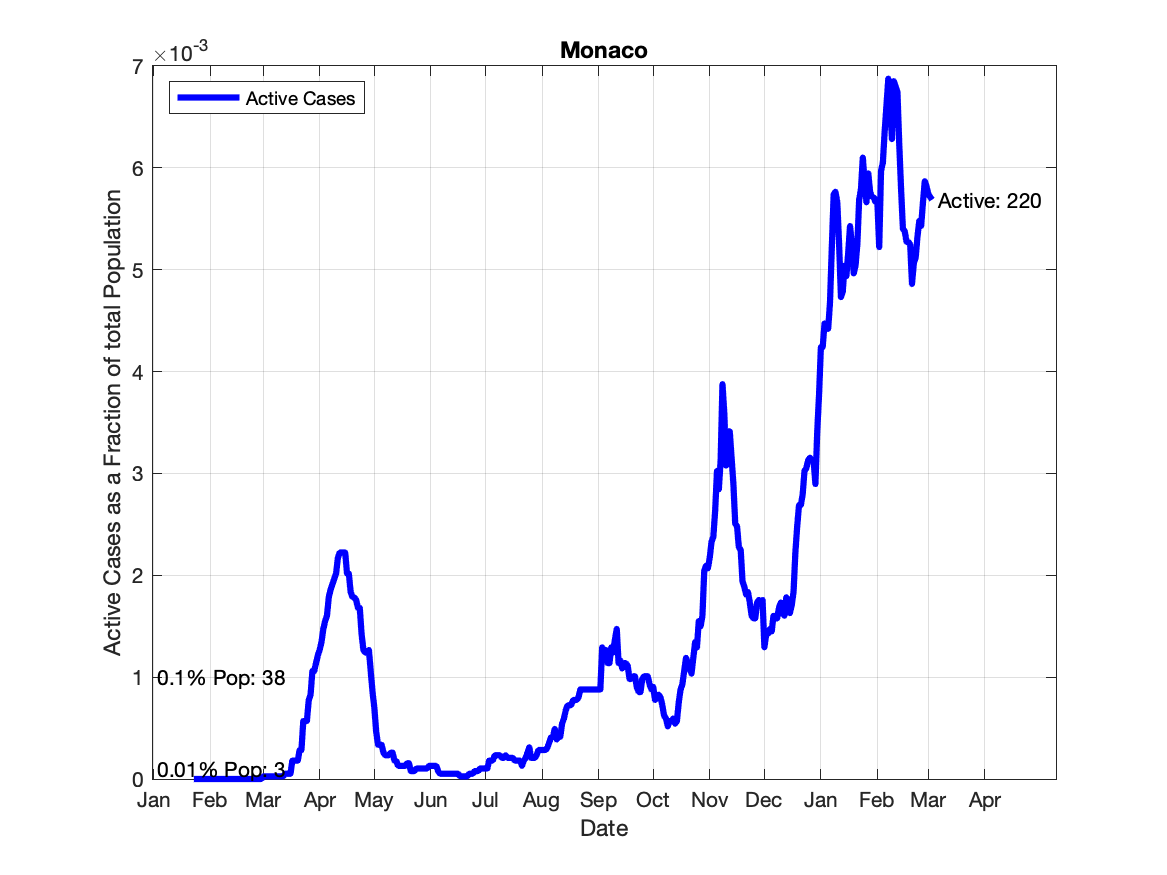 Monaco
×10-3
Active Cases
7
6
5
4
3
2
1
0
Active Cases as a Fraction of total Population
Active: 220
0.1% Pop: 38
0.01% Pop: 3
Jan Feb Mar Apr May Jun Jul Aug Sep Oct Nov Dec Jan Feb Mar Apr
Date